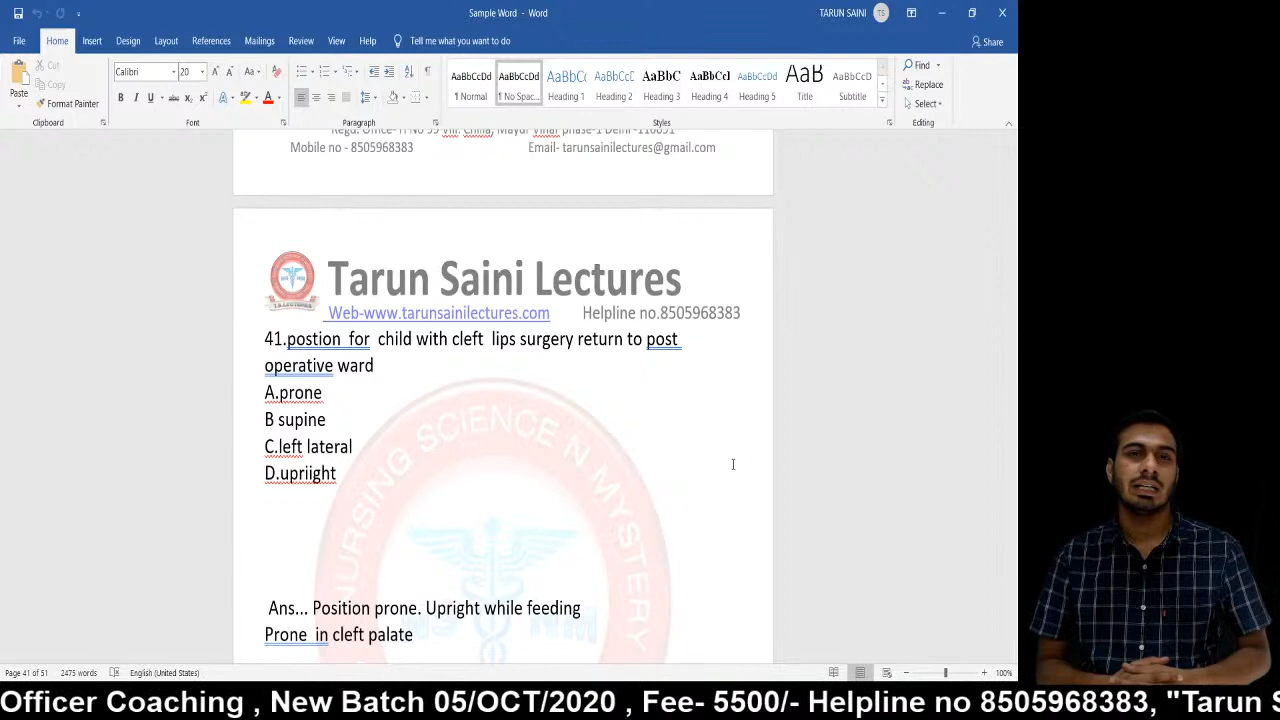 Sample Word - Word
TARUN SAINI TS
File Home Insert Design Layout References Mailings Review View Help Tell me what you want to do Share
Paste Cut Copy Format Painter
Clipboard
Calibri 20
Font
Paragraph
AaBbCcDd AaBbCcDd AaBbCc AaBbCcC AaBbC AaBbCcI AaBbCcDd AaB AaBbCcD
¶ Normal ¶ No Spac... Heading 1 Heading 2 Heading 3 Heading 4 Heading 5 Title Subtitle
Styles
Find Replace Select
Editing
Mobile no - 8505968383 Email- tarunsainilectures@gmail.com
Tarun Saini Lectures
Web-www.tarunsainilectures.com Helpline no.8505968383
41.postion for child with cleft lips surgery return to post
operative ward
A.prone
B supine
C.left lateral
D.upriight
NURSING SCIENCE N MYSTERY
NSNM
Ans... Position prone. Upright while feeding
Prone in cleft palate
Page 41 of 51 2475 words English (United States) 100%
Officer Coaching , New Batch 05/OCT/2020 , Fee- 5500/- Helpline no 8505968383, "Tarun S